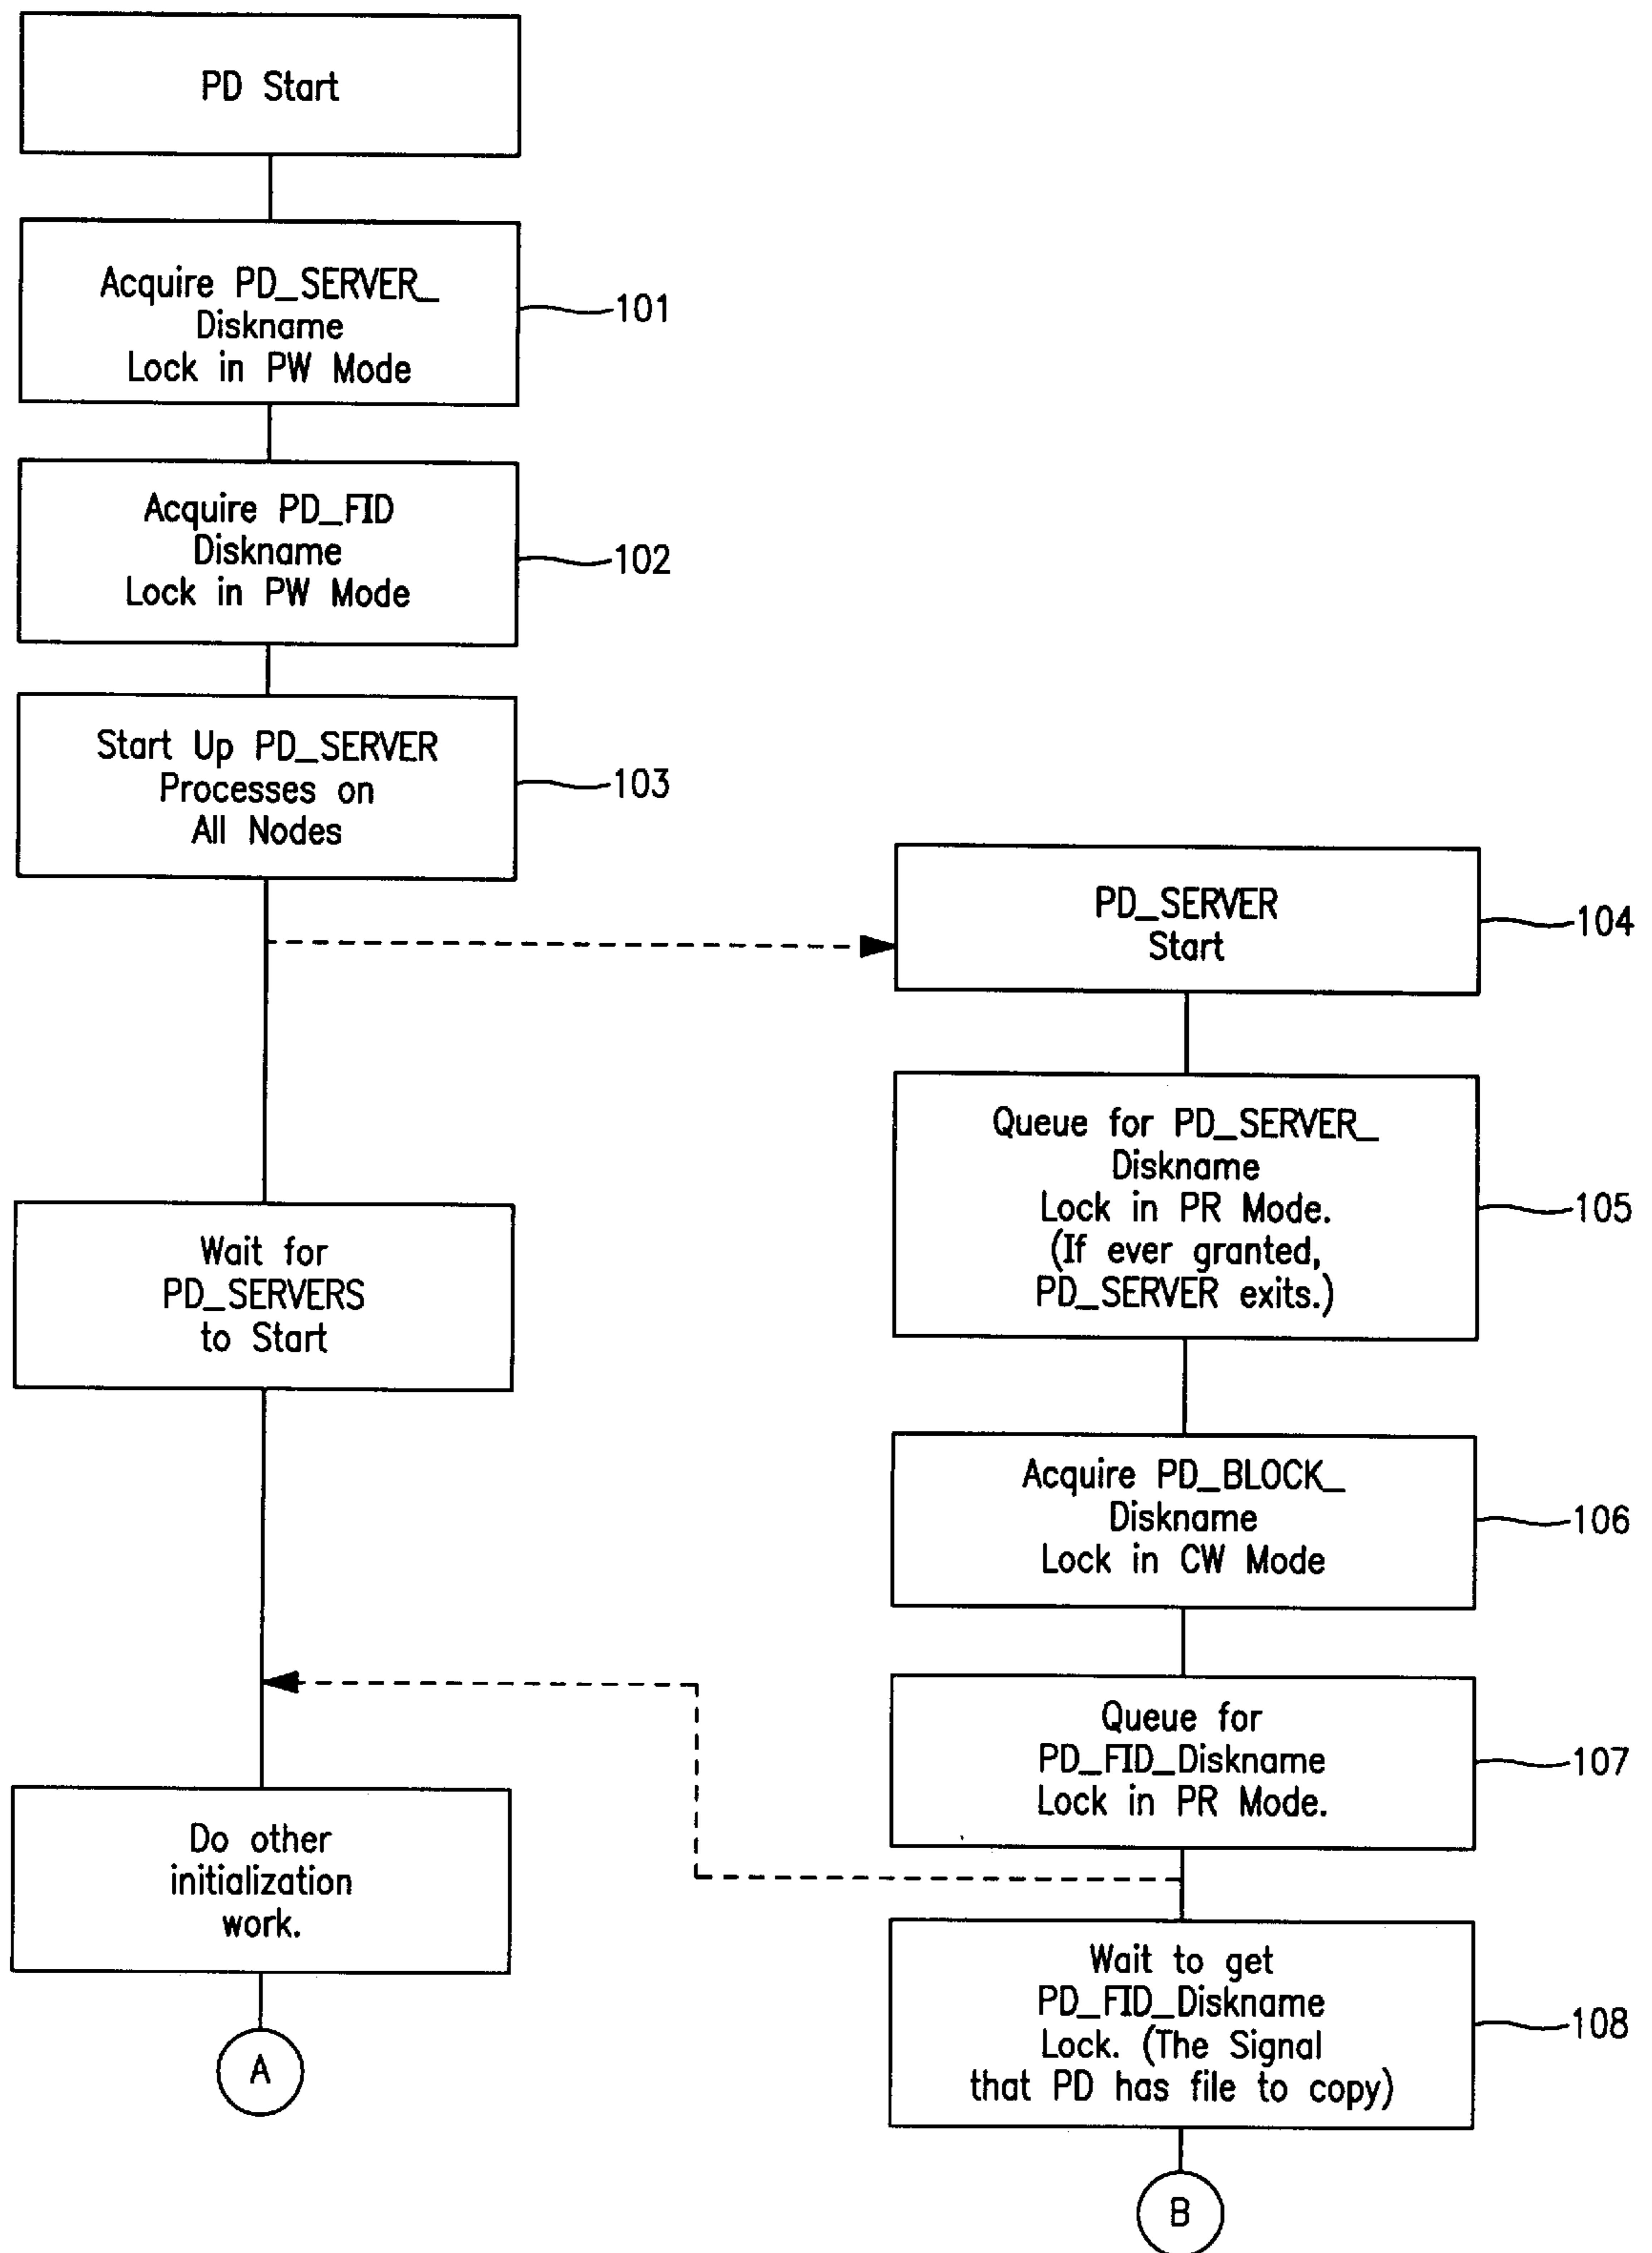 PD Start
Acquire PD_SERVER_
Diskname
Lock in PW Mode
101
Acquire PD_FID
Diskname
Lock in PW Mode
102
Start Up PD_SERVER
Processes on
All Nodes
103
PD_SERVER
Start
104
Queue for PD_SERVER_
Diskname
Lock in PR Mode.
(If ever granted,
PD_SERVER exits.)
105
Wait for
PD_SERVERS
to Start
Acquire PD_BLOCK_
Diskname
Lock in CW Mode
106
Queue for
PD_FID_Diskname
Lock in PR Mode.
107
Do other
initialization
work.
Wait to get
PD_FID_Diskname
Lock. (The Signal
that PD has file to copy)
108
A
B